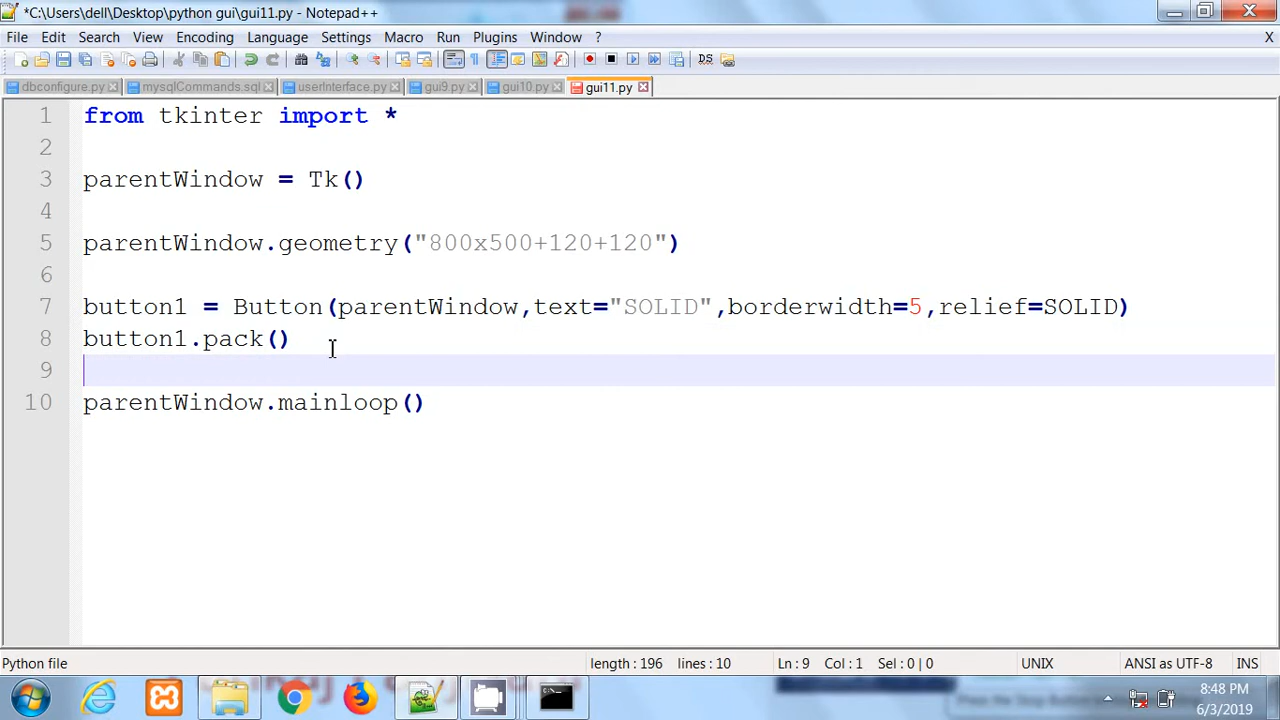 *C:\Users\dell\Desktop\python gui\gui11.py - Notepad++
File Edit Search View Encoding Language Settings Macro Run Plugins Window ? X
dbconfigure.py mysqlCommands.sql userInterface.py gui9.py gui10.py gui11.py
1 from tkinter import *
2
3 parentWindow = Tk()
4
5 parentWindow.geometry("800x500+120+120")
6
7 button1 = Button(parentWindow,text="SOLID",borderwidth=5,relief=SOLID)
8 button1.pack()
9
10 parentWindow.mainloop()
Python file length : 196 lines : 10 Ln : 9 Col : 1 Sel : 0 | 0 UNIX ANSI as UTF-8 INS
8:48 PM
6/3/2019